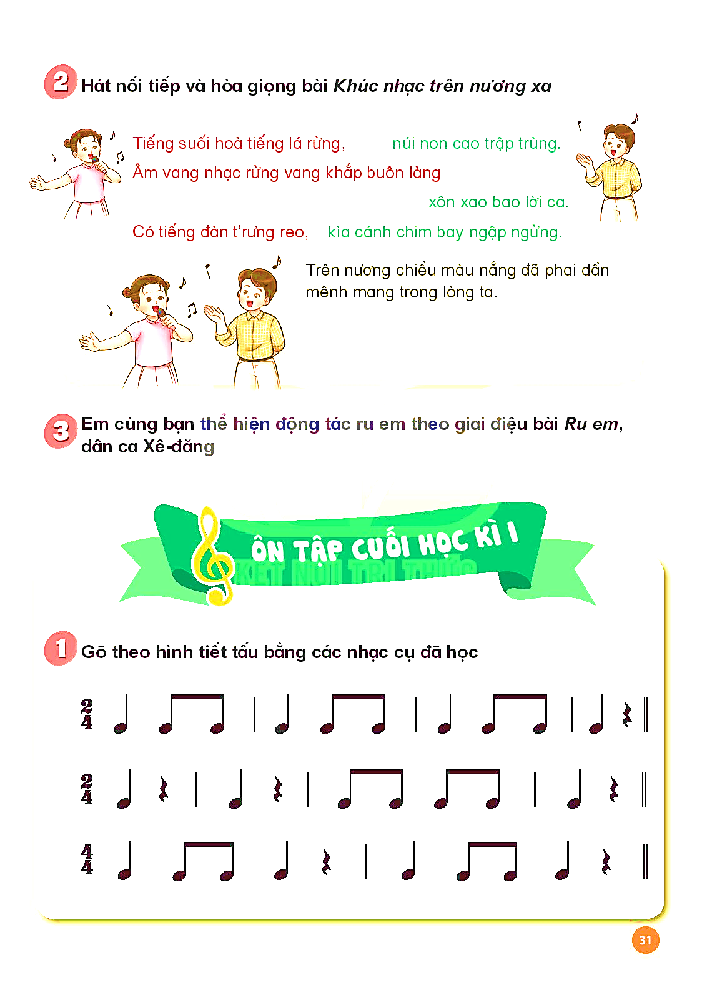 2 Hát nối tiếp và hòa giọng bài Khúc nhạc trên nương xa
Tiếng suối hoà tiếng lá rừng, núi non cao trập trùng.
Âm vang nhạc rừng vang khắp buôn làng
xôn xao bao lời ca.
Có tiếng đàn t’rưng reo, kìa cánh chim bay ngập ngừng.
Trên nương chiều màu nắng đã phai dần
mênh mang trong lòng ta.
3 Em cùng bạn thể hiện động tác ru em theo giai điệu bài Ru em,
dân ca Xê-đăng
ÔN TẬP CUỐI HỌC KÌ I
KẾT NỐI TRI THỨC
1 Gõ theo hình tiết tấu bằng các nhạc cụ đã học
2
4
2
4
4
4
31